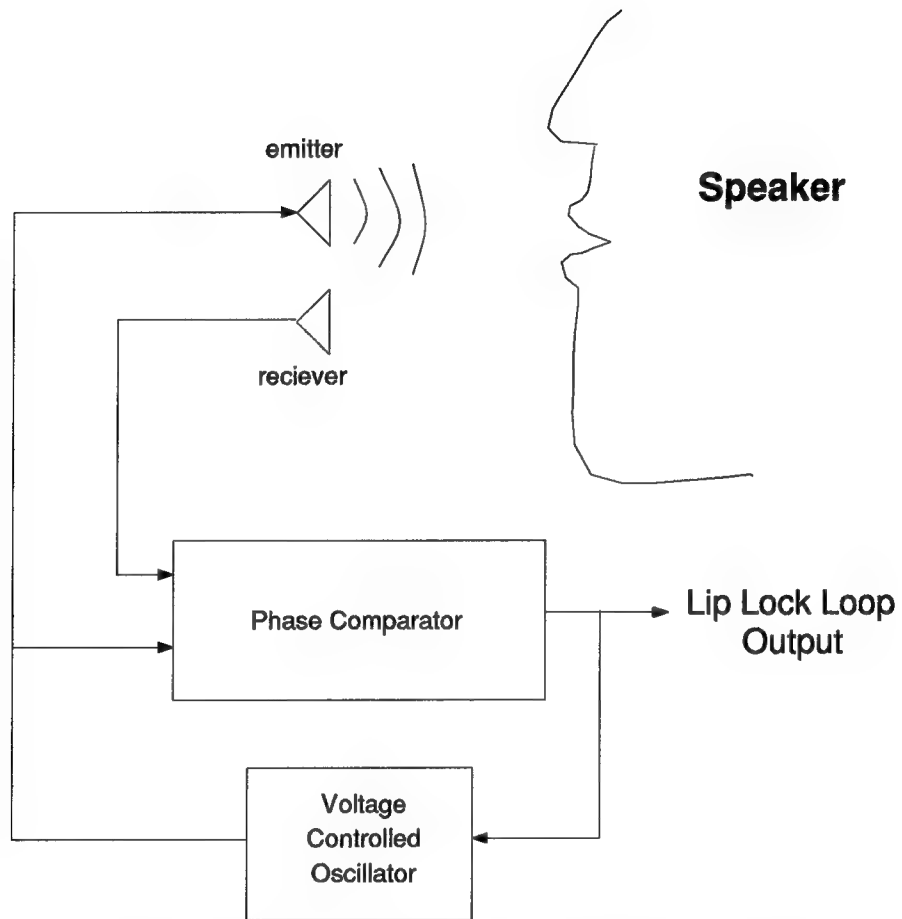 emitter
Speaker
reciever
Phase Comparator
Lip Lock Loop
Output
Voltage
Controlled
Oscillator